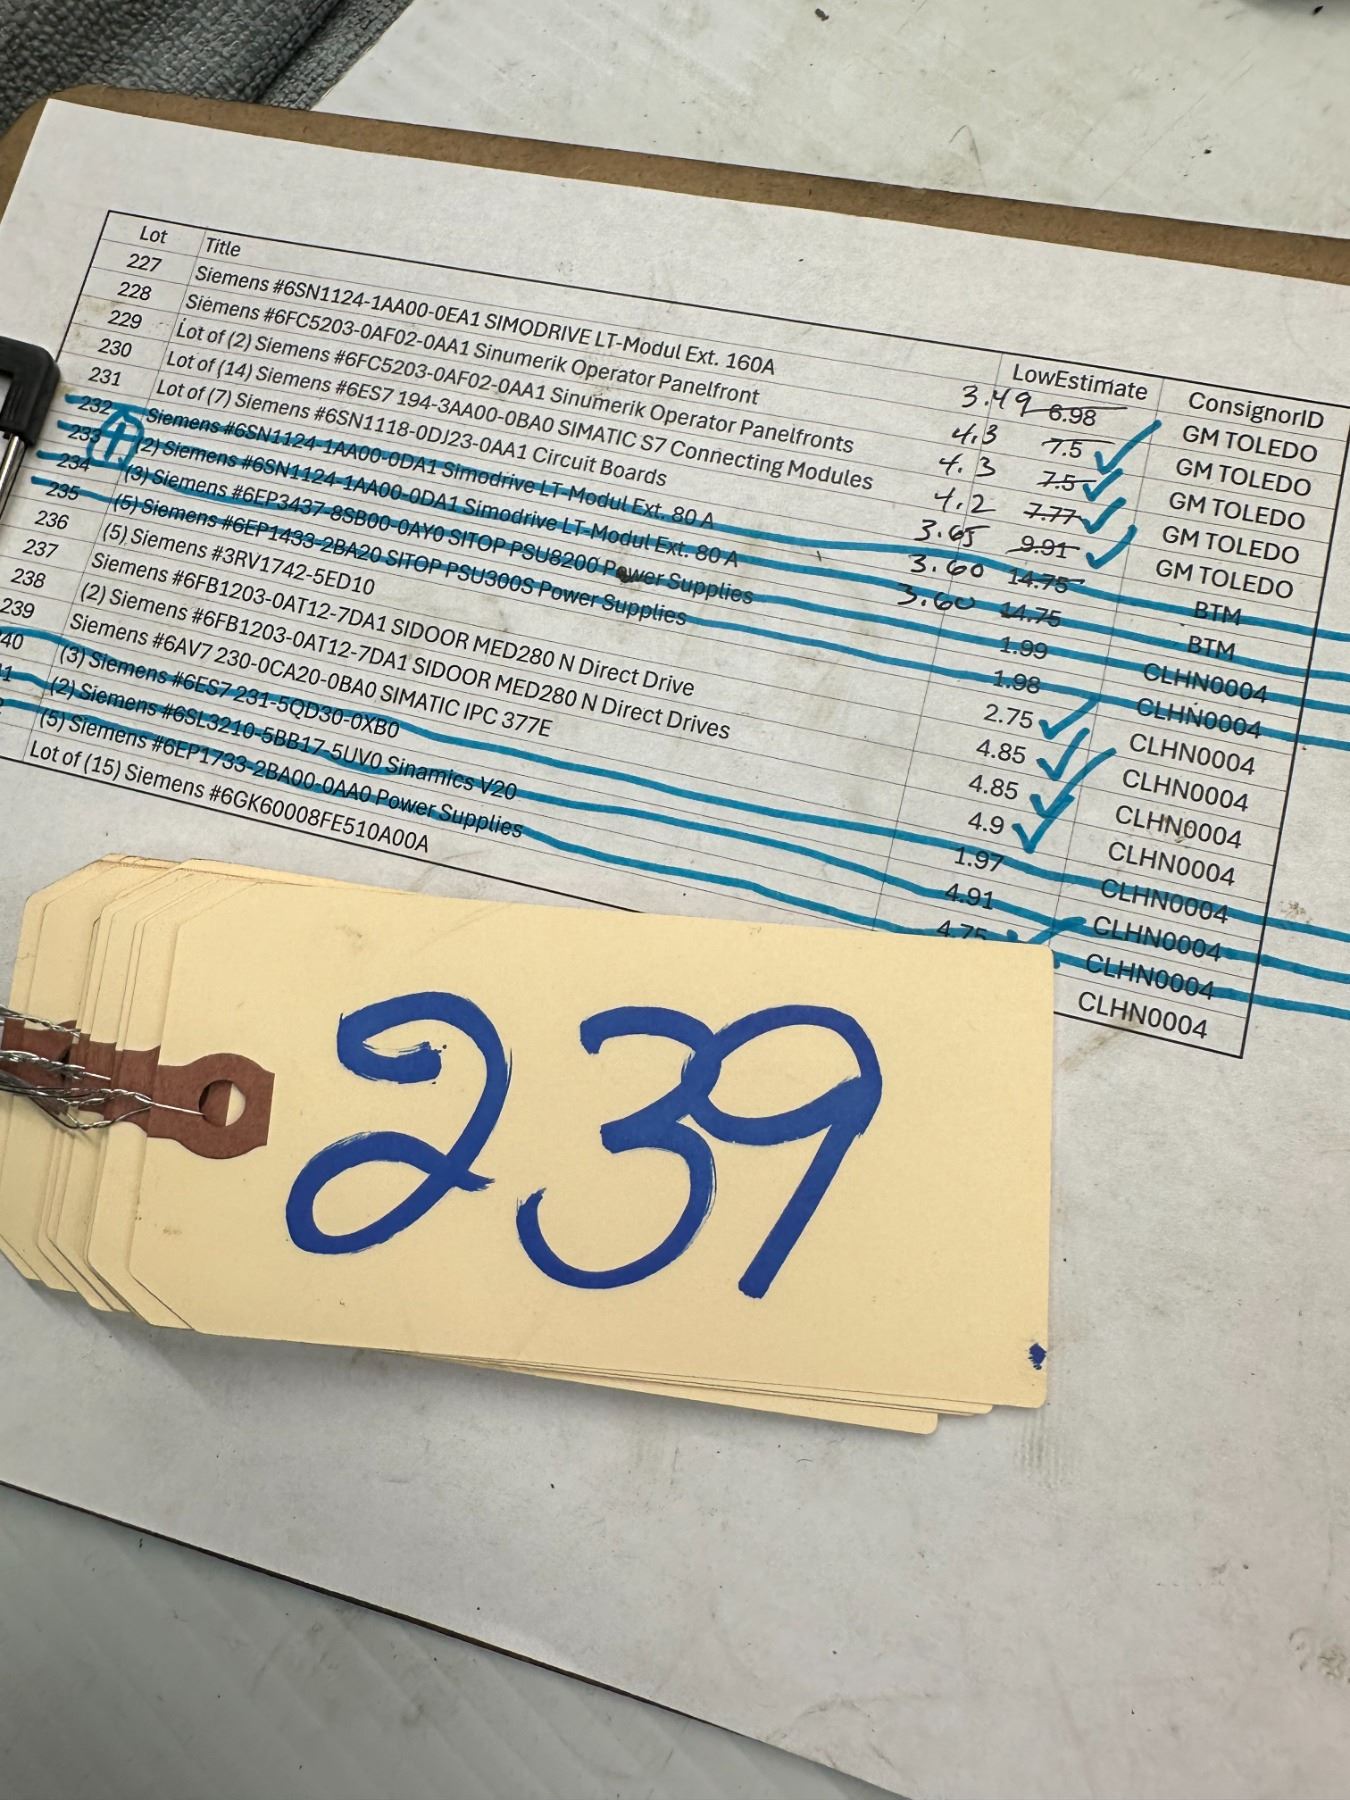 Lot Title LowEstimate ConsignorID
227 Siemens #6SN1124-1AA00-0EA1 SIMODRIVE LT-Modul Ext. 160A 3.49 6.98 GM TOLEDO
228 Siemens #6FC5203-0AF02-0AA1 Sinumerik Operator Panelfront 4.3 7.5 GM TOLEDO
229 Lot of (2) Siemens #6FC5203-0AF02-0AA1 Sinumerik Operator Panelfronts 4.3 7.5 GM TOLEDO
230 Lot of (14) Siemens #6ES7 194-3AA00-0BA0 SIMATIC S7 Connecting Modules 4.2 7.77 GM TOLEDO
231 Lot of (7) Siemens #6SN1118-0DJ23-0AA1 Circuit Boards 3.65 9.91 GM TOLEDO
232 Siemens #6SN1124-1AA00-0DA1 Simodrive LT-Modul Ext. 80 A 3.60 14.75 BTM
233 (2) Siemens #6SN1124-1AA00-0DA1 Simodrive LT-Modul Ext. 80 A 3.60 14.75 BTM
234 (3) Siemens #6EP3437-8SB00-0AY0 SITOP PSU8200 Power Supplies 1.99 CLHN0004
235 (5) Siemens #6EP1433-2BA20 SITOP PSU300S Power Supplies 1.98 CLHN0004
236 (5) Siemens #3RV1742-5ED10 2.75 CLHN0004
237 Siemens #6FB1203-0AT12-7DA1 SIDOOR MED280 N Direct Drive 4.85 CLHN0004
238 (2) Siemens #6FB1203-0AT12-7DA1 SIDOOR MED280 N Direct Drives 4.85 CLHN0004
239 Siemens #6AV7 230-0CA20-0BA0 SIMATIC IPC 377E 4.9 CLHN0004
40 (3) Siemens #6ES7 231-5QD30-0XB0 1.97 CLHN0004
1 (2) Siemens #6SL3210-5BB17-5UV0 Sinamics V20 4.91 CLHN0004
(5) Siemens #6EP1733-2BA00-0AA0 Power Supplies 4.75 CLHN0004
Lot of (15) Siemens #6GK60008FE510A00A CLHN0004
239